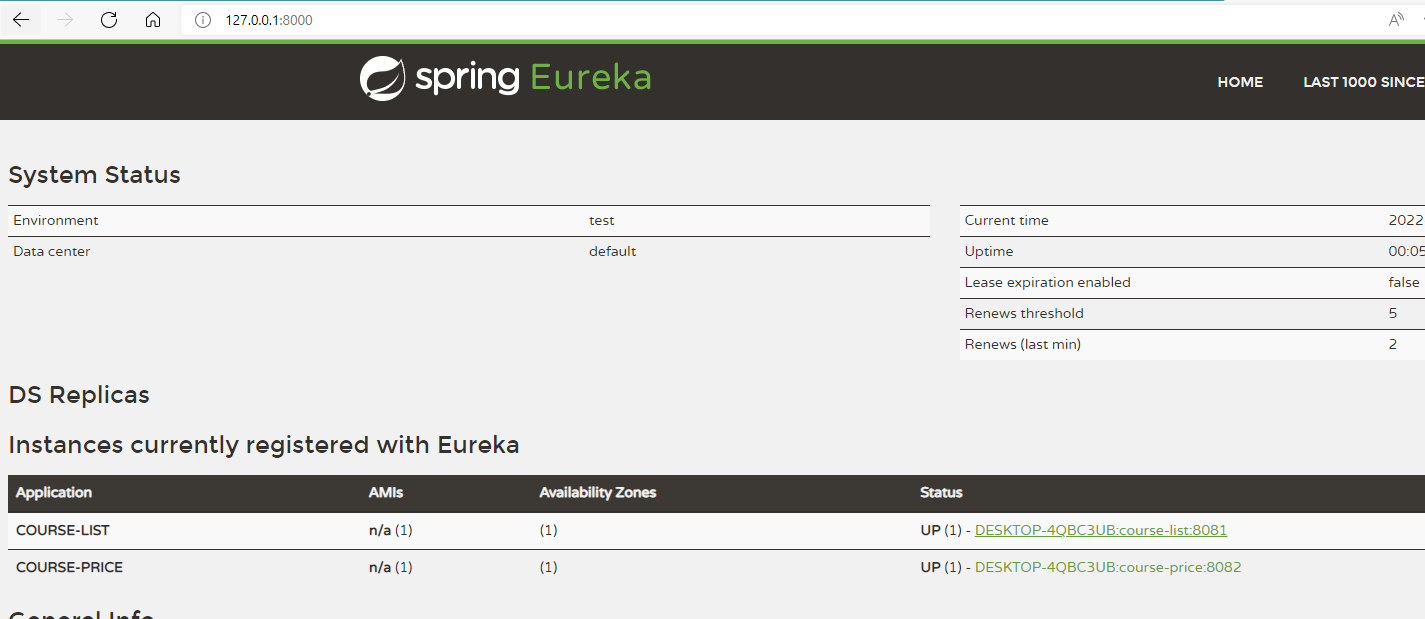 127.0.0.1:8000
spring Eureka
HOME LAST 1000 SINCE
System Status
Environment test
Data center default
Current time 2022
Uptime 00:05
Lease expiration enabled false
Renews threshold 5
Renews (last min) 2
DS Replicas
Instances currently registered with Eureka
Application AMIs Availability Zones Status
COURSE-LIST n/a (1) (1) UP (1) - DESKTOP-4QBC3UB:course-list:8081
COURSE-PRICE n/a (1) (1) UP (1) - DESKTOP-4QBC3UB:course-price:8082
General Info